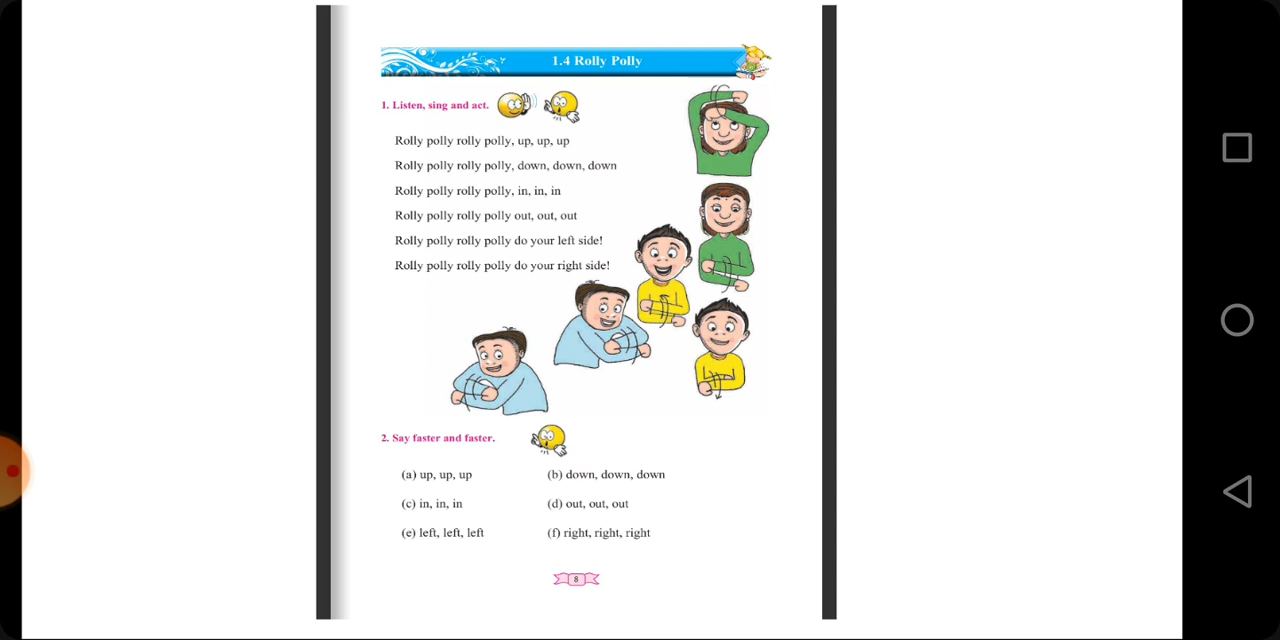 1.4 Rolly Polly
1. Listen, sing and act.
Rolly polly rolly polly, up, up, up
Rolly polly rolly polly, down, down, down
Rolly polly rolly polly, in, in, in
Rolly polly rolly polly out, out, out
Rolly polly rolly polly do your left side!
Rolly polly rolly polly do your right side!
2. Say faster and faster.
(a) up, up, up (b) down, down, down
(c) in, in, in (d) out, out, out
(e) left, left, left (f) right, right, right
8